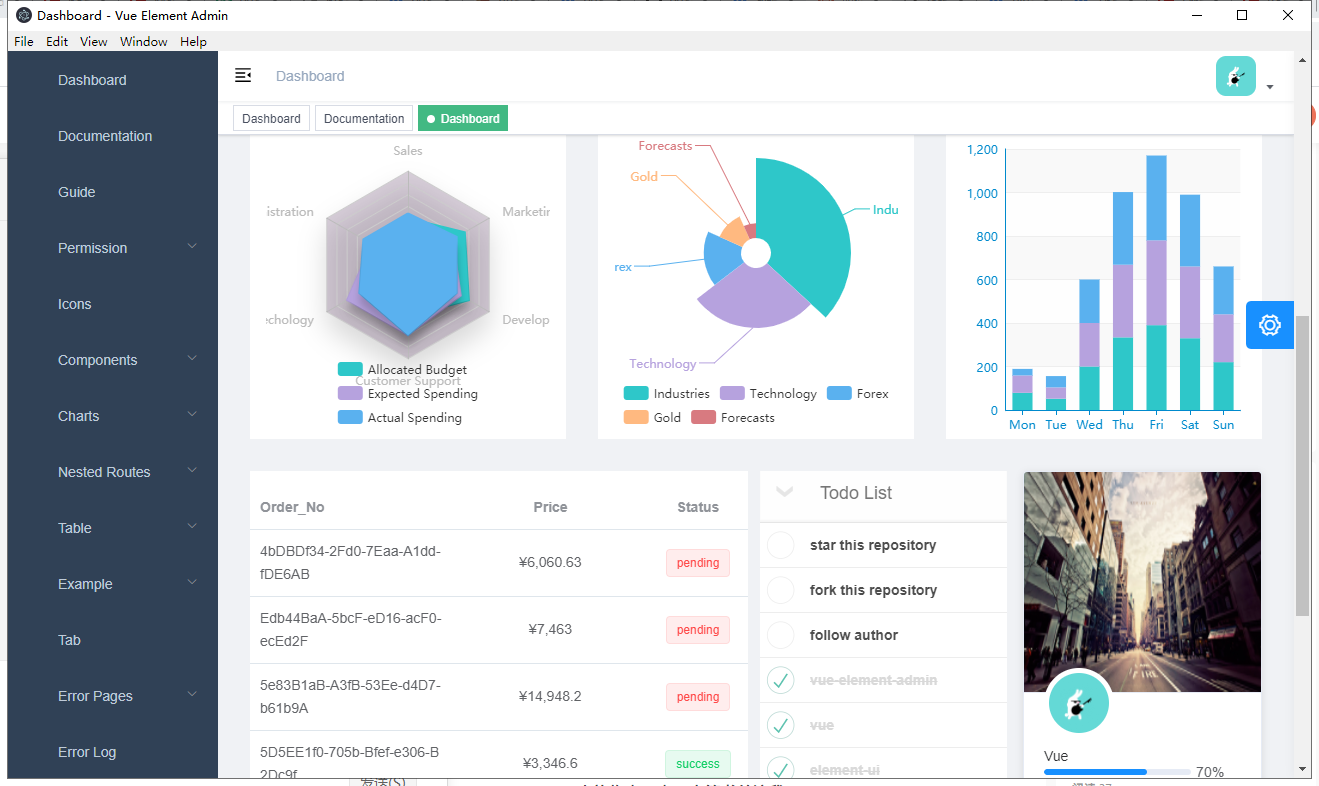 Dashboard - Vue Element Admin
File Edit View Window Help
Dashboard
Documentation
Guide
Permission
Icons
Components
Charts
Nested Routes
Table
Example
Tab
Error Pages
Error Log
Dashboard
Dashboard
Documentation
Dashboard
Sales
istration
Marketin
echology
Develop
Customer Support
Allocated Budget
Expected Spending
Actual Spending
Forecasts
Gold
Indu
rex
Technology
Industries Technology Forex
Gold Forecasts
1,200
1,000
800
600
400
200
0
Mon Tue Wed Thu Fri Sat Sun
Order_No Price Status
4bDBDf34-2Fd0-7Eaa-A1dd-
fDE6AB
¥6,060.63
pending
Edb44BaA-5bcF-eD16-acF0-
ecEd2F
¥7,463
pending
5e83B1aB-A3fB-53Ee-d4D7-
b61b9A
¥14,948.2
pending
5D5EE1f0-705b-Bfef-e306-B
2Dc9f
¥3,346.6
success
Todo List
star this repository
fork this repository
follow author
vue-element-admin
vue
element-ui
Vue
70%